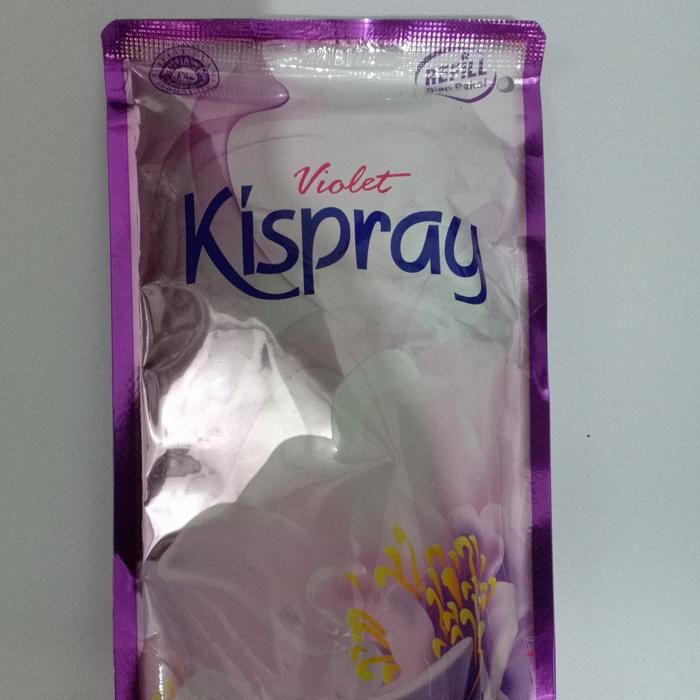 REFILL
Siap Pakai
Violet
Kispray